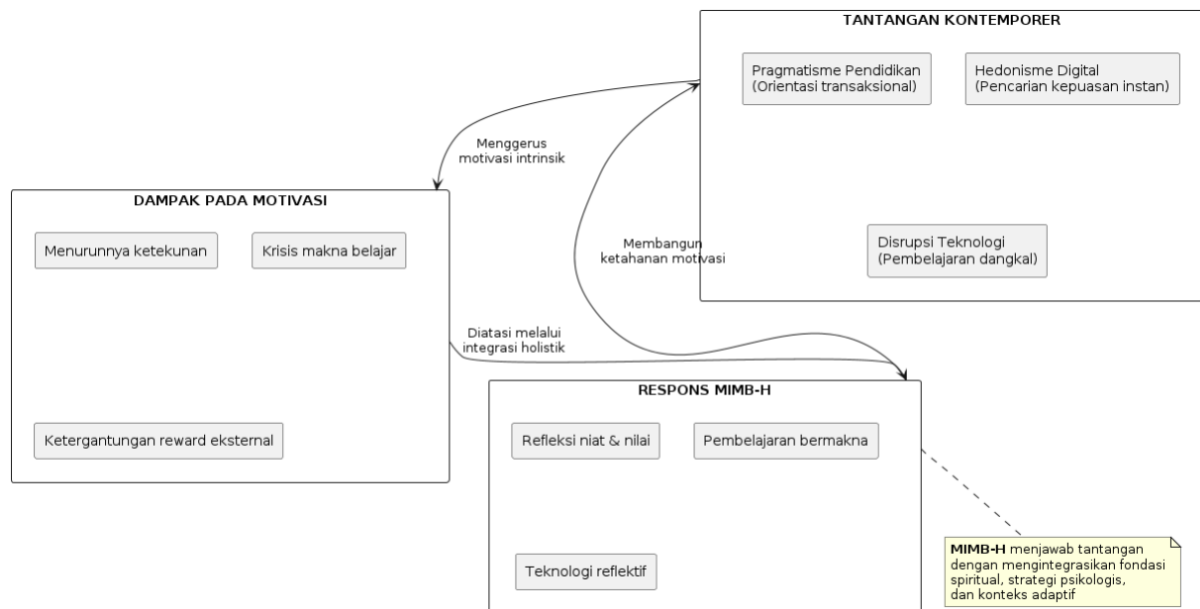 TANTANGAN KONTEMPORER
Pragmatisme Pendidikan
(Orientasi transaksional)
Hedonisme Digital
(Pencarian kepuasan instan)
Disrupsi Teknologi
(Pembelajaran dangkal)
Menggerus
motivasi intrinsik
DAMPAK PADA MOTIVASI
Menurunnya ketekunan
Krisis makna belajar
Ketergantungan reward eksternal
Membangun
ketahanan motivasi
Diatasi melalui
integrasi holistik
RESPONS MIMB-H
Refleksi niat & nilai
Pembelajaran bermakna
Teknologi reflektif
MIMB-H menjawab tantangan
dengan mengintegrasikan fondasi
spiritual, strategi psikologis,
dan konteks adaptif